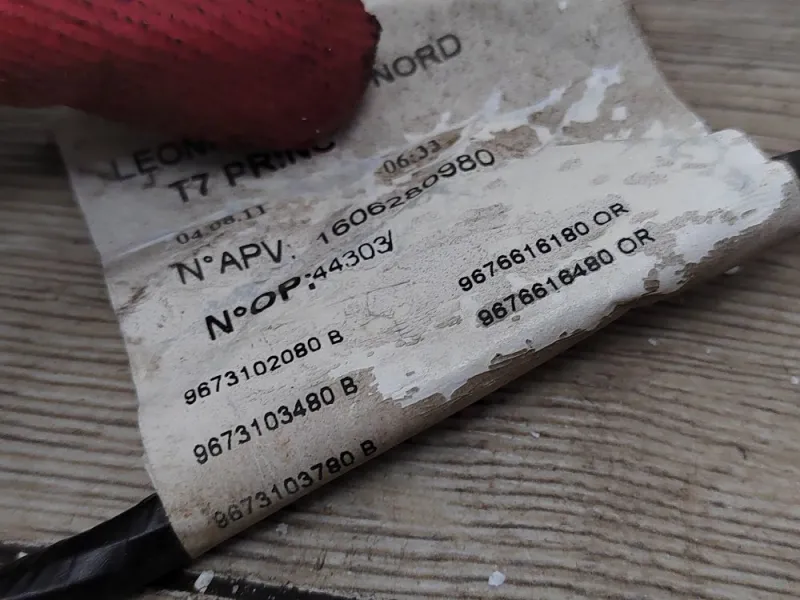 NORD
LEON
T7 PRINC
04.08.11 06:33
N°APV: 1606280980
N°OP:44303/
9676616180 OR
9676616480 OR
9673102080 B
9673103480 B
9673103780 B